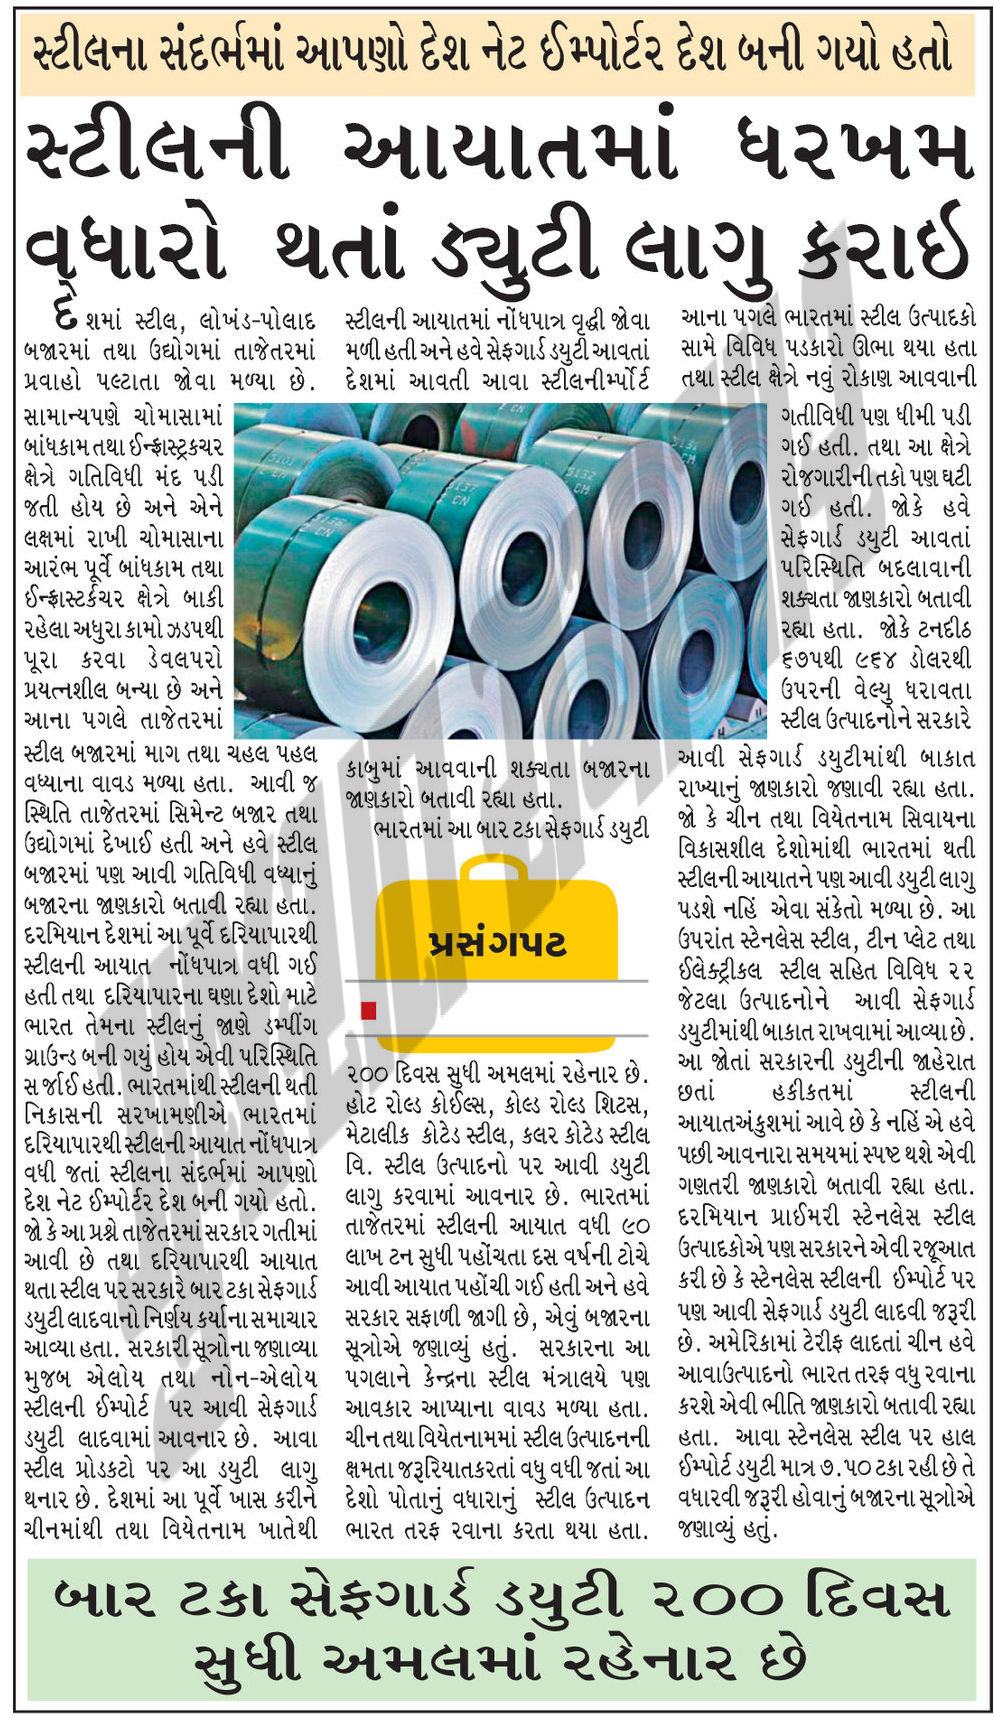 સ્ટીલના સંદર્ભમાં આપણો દેશ નેટ ઈમ્પોર્ટર દેશ બની ગયો હતો
સ્ટીલની આયાતમાં ધરખમ
વધારો થતાં ડ્યુટી લાગુ કરાઈ
દેશમાં સ્ટીલ, લોખંડ-પોલાદ
બજારમાં તથા ઉદ્યોગમાં તાજેતરમાં
પ્રવાહો પલ્ટાતા જોવા મળ્યા છે.
સામાન્યપણે ચોમાસામાં
બાંધકામ તથા ઈન્ફ્રાસ્ટ્રકચર
ક્ષેત્રે ગતિવિધી મંદ પડી
જતી હોય છે અને એને
લક્ષમાં રાખી ચોમાસાના
આરંભ પૂર્વે બાંધકામ તથા
ઈન્ફ્રાસ્ટર્કચર ક્ષેત્રે બાકી
રહેલા અધુરા કામો ઝડપથી
પૂરા કરવા ડેવલપરો
પ્રયત્નશીલ બન્યા છે અને
આના પગલે તાજેતરમાં
સ્ટીલ બજારમાં માગ તથા ચહલ પહલ
વધ્યાના વાવડ મળ્યા હતા. આવી જ
સ્થિતિ તાજેતરમાં સિમેન્ટ બજાર તથા
ઉદ્યોગમાં દેખાઈ હતી અને હવે સ્ટીલ
બજારમાં પણ આવી ગતિવિધી વધ્યાનું
બજારના જાણકારો બતાવી રહ્યા હતા.
દરમિયાન દેશમાં આ પૂર્વે દરિયાપારથી
સ્ટીલની આયાત નોંધપાત્ર વધી ગઈ
હતી તથા દરિયાપારના ઘણા દેશો માટે
ભારત તેમના સ્ટીલનું જાણે ડમ્પીંગ
ગ્રાઉન્ડ બની ગયું હોય એવી પરિસ્થિતિ
સર્જાઈ હતી. ભારતમાંથી સ્ટીલની થતી
નિકાસની સરખામણીએ ભારતમાં
દરિયાપારથી સ્ટીલની આયાત નોંધપાત્ર
વધી જતાં સ્ટીલના સંદર્ભમાં આપણો
દેશ નેટ ઈમ્પોર્ટર દેશ બની ગયો હતો.
જો કે આ પ્રશ્ને તાજેતરમાં સરકાર ગતીમાં
આવી છે તથા દરિયાપારથી આયાત
થતા સ્ટીલ પર સરકારે બાર ટકા સેફગાર્ડ
ડયુટી લાદવાનો નિર્ણય કર્યાના સમાચાર
આવ્યા હતા. સરકારી સૂત્રોના જણાવ્યા
મુજબ એલોય તથા નોન-એલોય
સ્ટીલની ઈમ્પોર્ટ પર આવી સેફગાર્ડ
ડયુટી લાદવામાં આવનાર છે. આવા
સ્ટીલ પ્રોડકટો પર આ ડયુટી લાગુ
થનાર છે. દેશમાં આ પૂર્વે ખાસ કરીને
ચીનમાંથી તથા વિયેતનામ ખાતેથી
સ્ટીલની આયાતમાં નોંધપાત્ર વૃદ્ધી જોવા
મળી હતી અને હવે સેફગાર્ડ ડયુટી આવતાં
દેશમાં આવતી આવા સ્ટીલનીર્મ્પોર્ટ
કાબુમાં આવવાની શક્યતા બજારના
જાણકારો બતાવી રહ્યા હતા.
ભારતમાં આ બાર ટકા સેફગાર્ડ ડયુટી
પ્રસંગપટ
૨૦૦ દિવસ સુધી અમલમાં રહેનાર છે.
હોટ રોલ્ડ કોઈલ્સ, કોલ્ડ રોલ્ડ શિટસ,
મેટાલીક કોટેડ સ્ટીલ, કલર કોટેડ સ્ટીલ
વિ. સ્ટીલ ઉત્પાદનો પર આવી ડયુટી
લાગુ કરવામાં આવનાર છે. ભારતમાં
તાજેતરમાં સ્ટીલની આયાત વધી ૯૦
લાખ ટન સુધી પહોંચતા દસ વર્ષની ટોચે
આવી આયાત પહોંચી ગઈ હતી અને હવે
સરકાર સફાળી જાગી છે, એવું બજારના
સૂત્રોએ જણાવ્યું હતું. સરકારના આ
પગલાને કેન્દ્રના સ્ટીલ મંત્રાલયે પણ
આવકાર આપ્યાના વાવડ મળ્યા હતા.
ચીન તથા વિયેતનામમાં સ્ટીલ ઉત્પાદનની
ક્ષમતા જરૂરિયાતકરતાં વધુ વધી જતાં આ
દેશો પોતાનું વધારાનું સ્ટીલ ઉત્પાદન
ભારત તરફ રવાના કરતા થયા હતા.
આના પગલે ભારતમાં સ્ટીલ ઉત્પાદકો
સામે વિવિધ પડકારો ઊભા થયા હતા
તથા સ્ટીલ ક્ષેત્રે નવું રોકાણ આવવાની
ગતીવિધી પણ ધીમી પડી
ગઈ હતી. તથા આ ક્ષેત્રે
રોજગારીની તકો પણ ઘટી
ગઈ હતી. જોકે હવે
સેફગાર્ડ ડયુટી આવતાં
પરિસ્થિતિ બદલાવાની
શક્યતા જાણકારો બતાવી
રહ્યા હતા. જોકે ટનદીઠ
૬૭૫થી ૯૬૪ ડોલરથી
ઉપરની વેલ્યુ ધરાવતા
સ્ટીલ ઉત્પાદનોને સરકારે
આવી સેફગાર્ડ ડયુટીમાંથી બાકાત
રાખ્યાનું જાણકારો જણાવી રહ્યા હતા.
જો કે ચીન તથા વિયેતનામ સિવાયના
વિકાસશીલ દેશોમાંથી ભારતમાં થતી
સ્ટીલની આયાતને પણ આવી ડયુટી લાગુ
પડશે નહિં એવા સંકેતો મળ્યા છે. આ
ઉપરાંત સ્ટેનલેસ સ્ટીલ, ટીન પ્લેટ તથા
ઈલેક્ટ્રીકલ સ્ટીલ સહિત વિવિધ ૨૨
જેટલા ઉત્પાદનોને આવી સેફગાર્ડ
ડયુટીમાંથી બાકાત રાખવામાં આવ્યા છે.
આ જોતાં સરકારની ડયુટીની જાહેરાત
છતાં હકીકતમાં સ્ટીલની
આયાતઅંકુશમાં આવે છે કે નહિં એ હવે
પછી આવનારા સમયમાં સ્પષ્ટ થશે એવી
ગણતરી જાણકારો બતાવી રહ્યા હતા.
દરમિયાન પ્રાઈમરી સ્ટેનલેસ સ્ટીલ
ઉત્પાદકોએ પણ સરકારને એવી રજૂઆત
કરી છે કે સ્ટેનલેસ સ્ટીલની ઈમ્પોર્ટ પર
પણ આવી સેફગાર્ડ ડયુટી લાદવી જરૂરી
છે. અમેરિકામાં ટેરીફ લાદતાં ચીન હવે
આવાઉત્પાદનો ભારત તરફ વધુ રવાના
કરશે એવી ભીતિ જાણકારો બતાવી રહ્યા
હતા. આવા સ્ટેનલેસ સ્ટીલ પર હાલ
ઈમ્પોર્ટ ડયુટી માત્ર ૭.૫૦ ટકા રહી છે તે
વધારવી જરૂરી હોવાનું બજારના સૂત્રોએ
જણાવ્યું હતું.
બાર ટકા સેફગાર્ડ ડયુટી ૨૦૦ દિવસ
સુધી અમલમાં રહેનાર છે